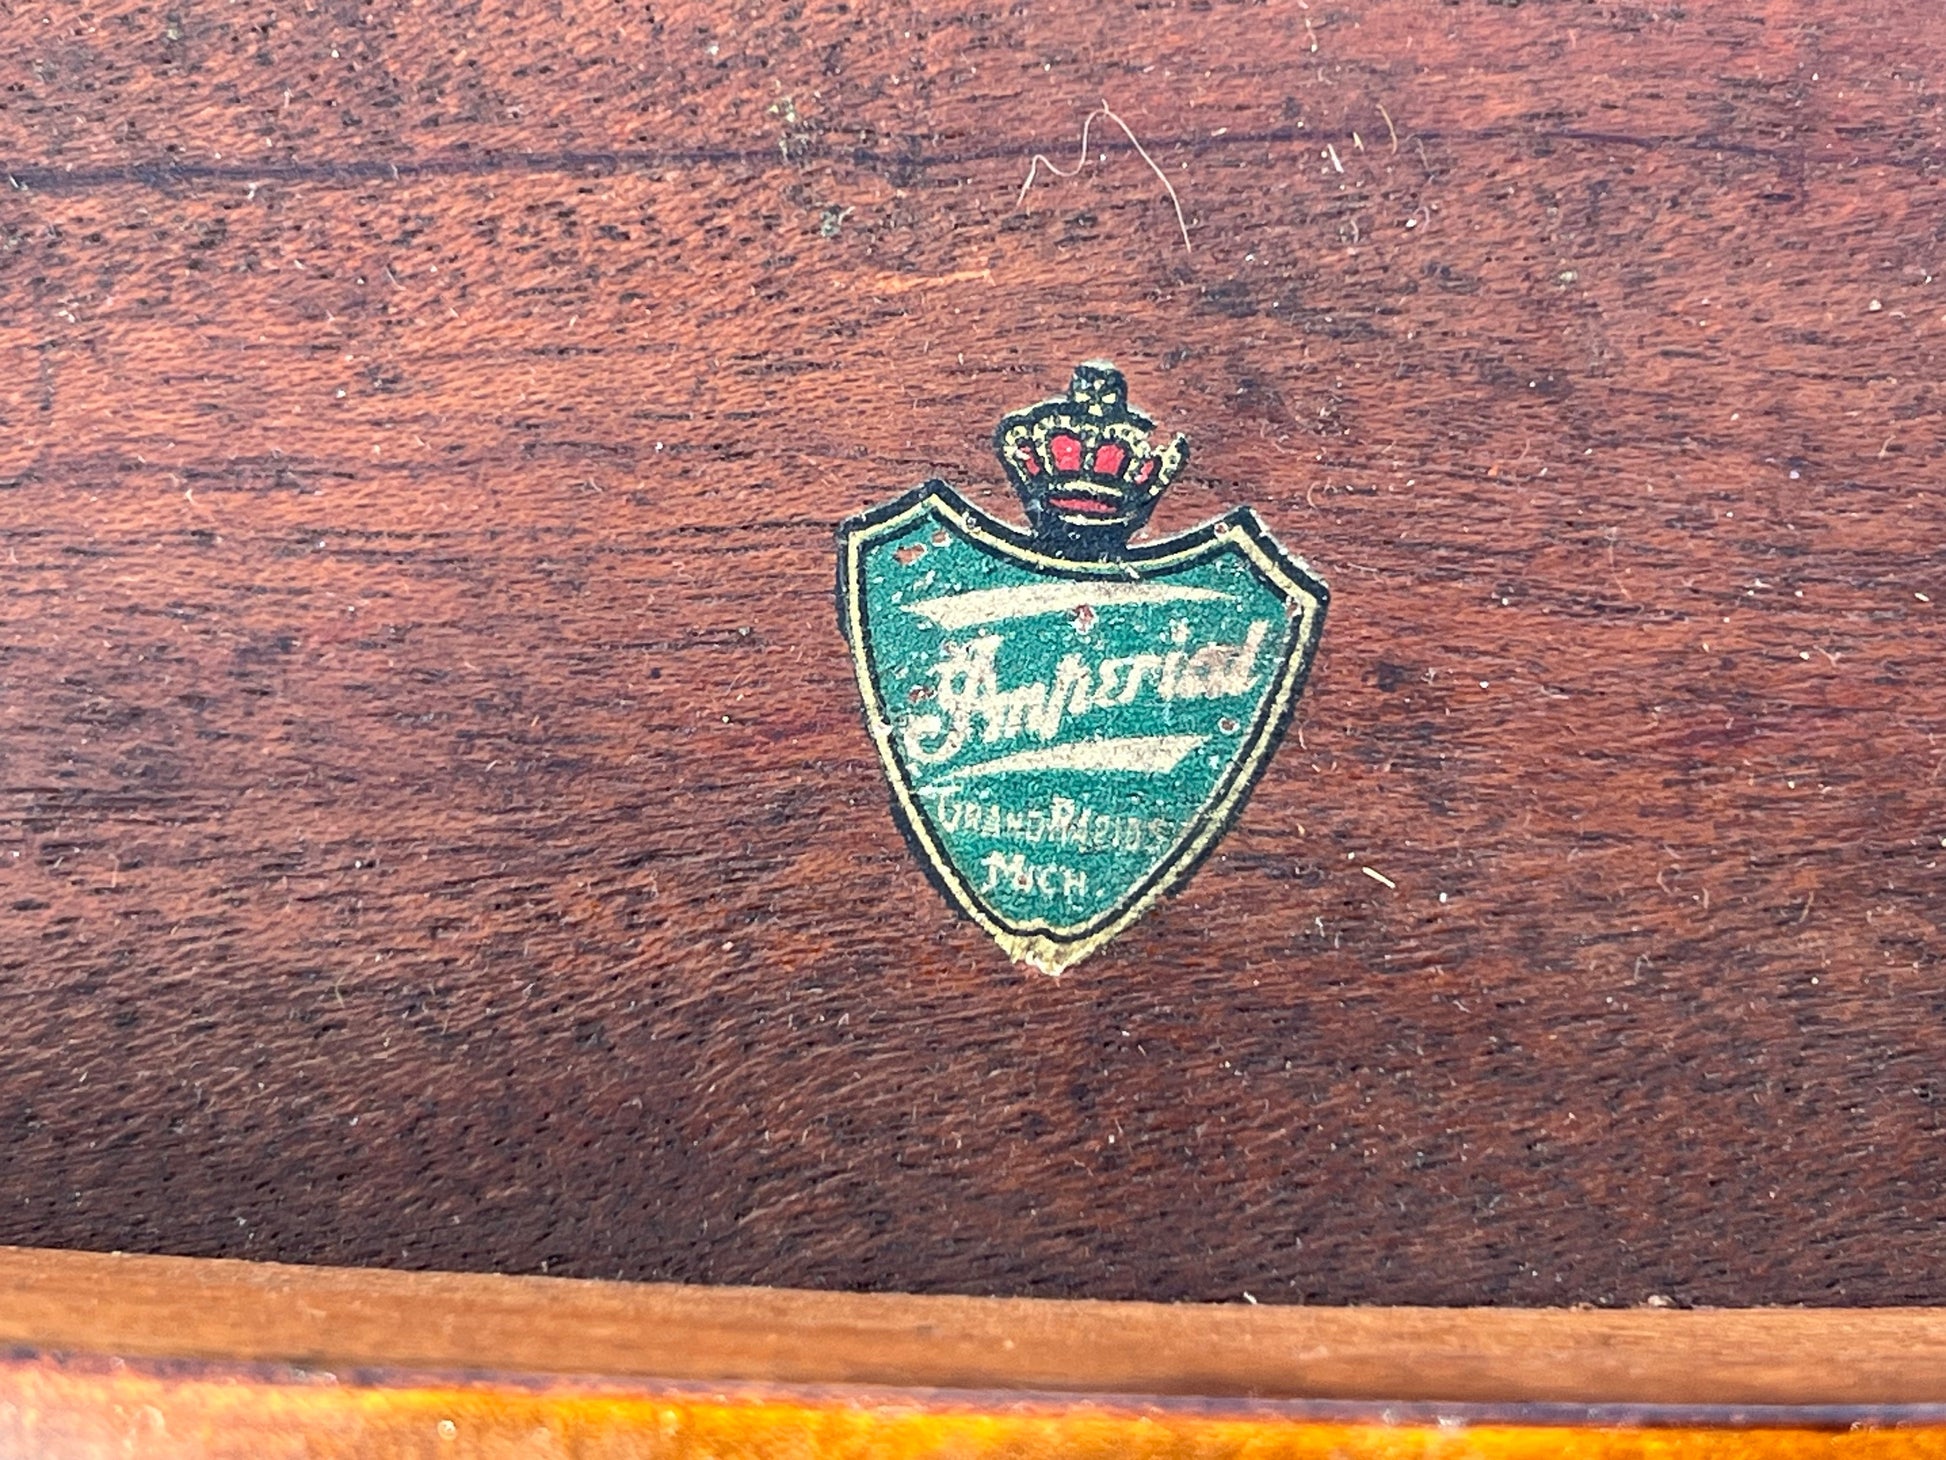 Imperial
GRAND RAPIDS
MICH.